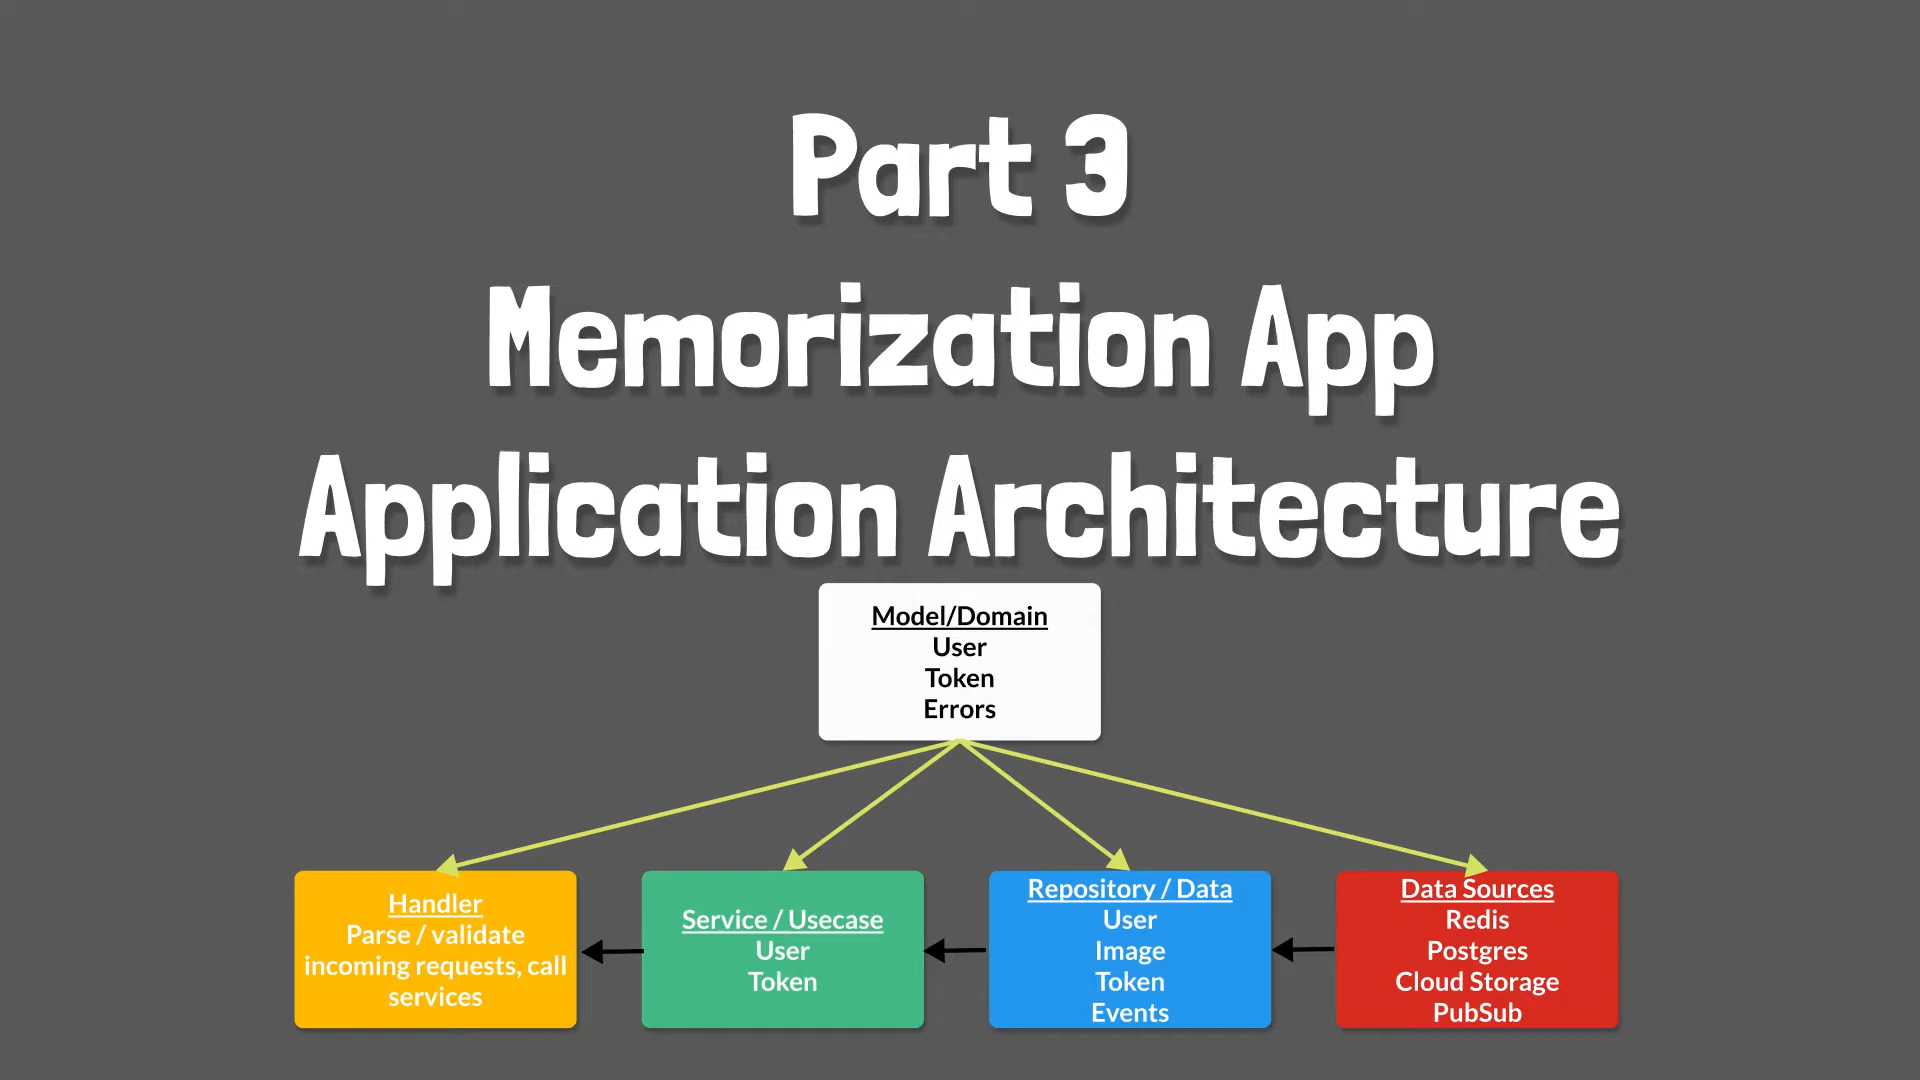 Part 3
Memorization App
Application Architecture
Model/Domain
User
Token
Errors
Handler
Parse / validate
incoming requests, call
services
Service / Usecase
User
Token
Repository / Data
User
Image
Token
Events
Data Sources
Redis
Postgres
Cloud Storage
PubSub